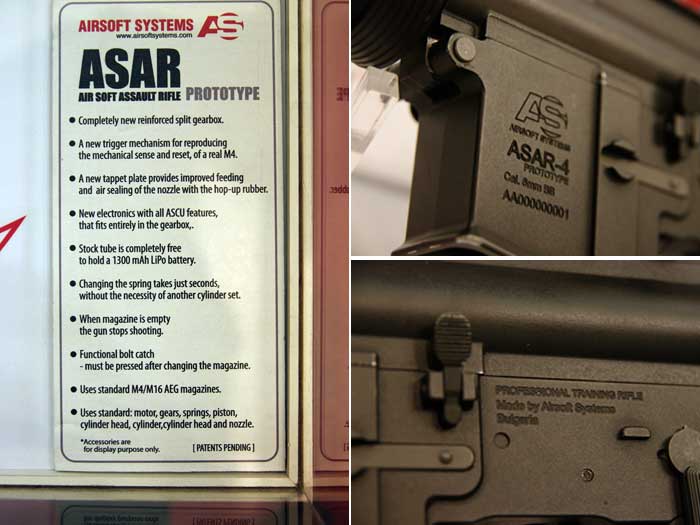 AIRSOFT SYSTEMS AS
www.airsoftsystems.com
ASAR
AIR SOFT ASSAULT RIFLE PROTOTYPE
• Completely new reinforced split gearbox.
• A new trigger mechanism for reproducing
the mechanical sense and reset, of a real M4.
• A new tappet plate provides improved feeding
and air sealing of the nozzle with the hop-up rubber.
• New electronics with all ASCU features,
that fits entirely in the gearbox,.
• Stock tube is completely free
to hold a 1300 mAh LiPo battery.
• Changing the spring takes just seconds,
without the necessity of another cylinder set.
• When magazine is empty
the gun stops shooting.
• Functional bolt catch
- must be pressed after changing the magazine.
• Uses standard M4/M16 AEG magazines.
• Uses standard: motor, gears, springs, piston,
cylinder head, cylinder,cylinder head and nozzle.
*Accessories are
for display purpose only.
[ PATENTS PENDING ]
AS
AIRSOFT SYSTEMS
ASAR-4
PROTOTYPE
Cal. 6mm BB
AA000000001
PROFESSIONAL TRAINING RIFLE
Made by Airsoft Systems
Bulgaria